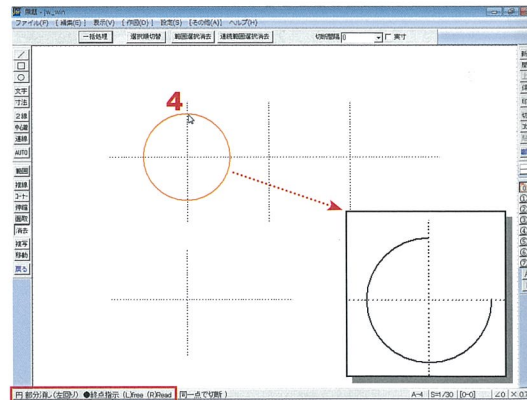 無題 - jw_win
ファイル(F) [編集(E)] 表示(V) [作図(D)] 設定(S) [その他(A)] ヘルプ(H)
一括処理 選択順切替 範囲選択消去 連続範囲選択消去 切断間隔 実寸
文字
寸法
2線
中心線
連線
AUTO
範囲
複線
コーナー
伸縮
面取
消去
複写
移動
戻る
4
円 部分消し(左回り) ●終点指示 (L)free (R)Read 同一点で切断)
A-4 S=1/30 [0-0] ∠0